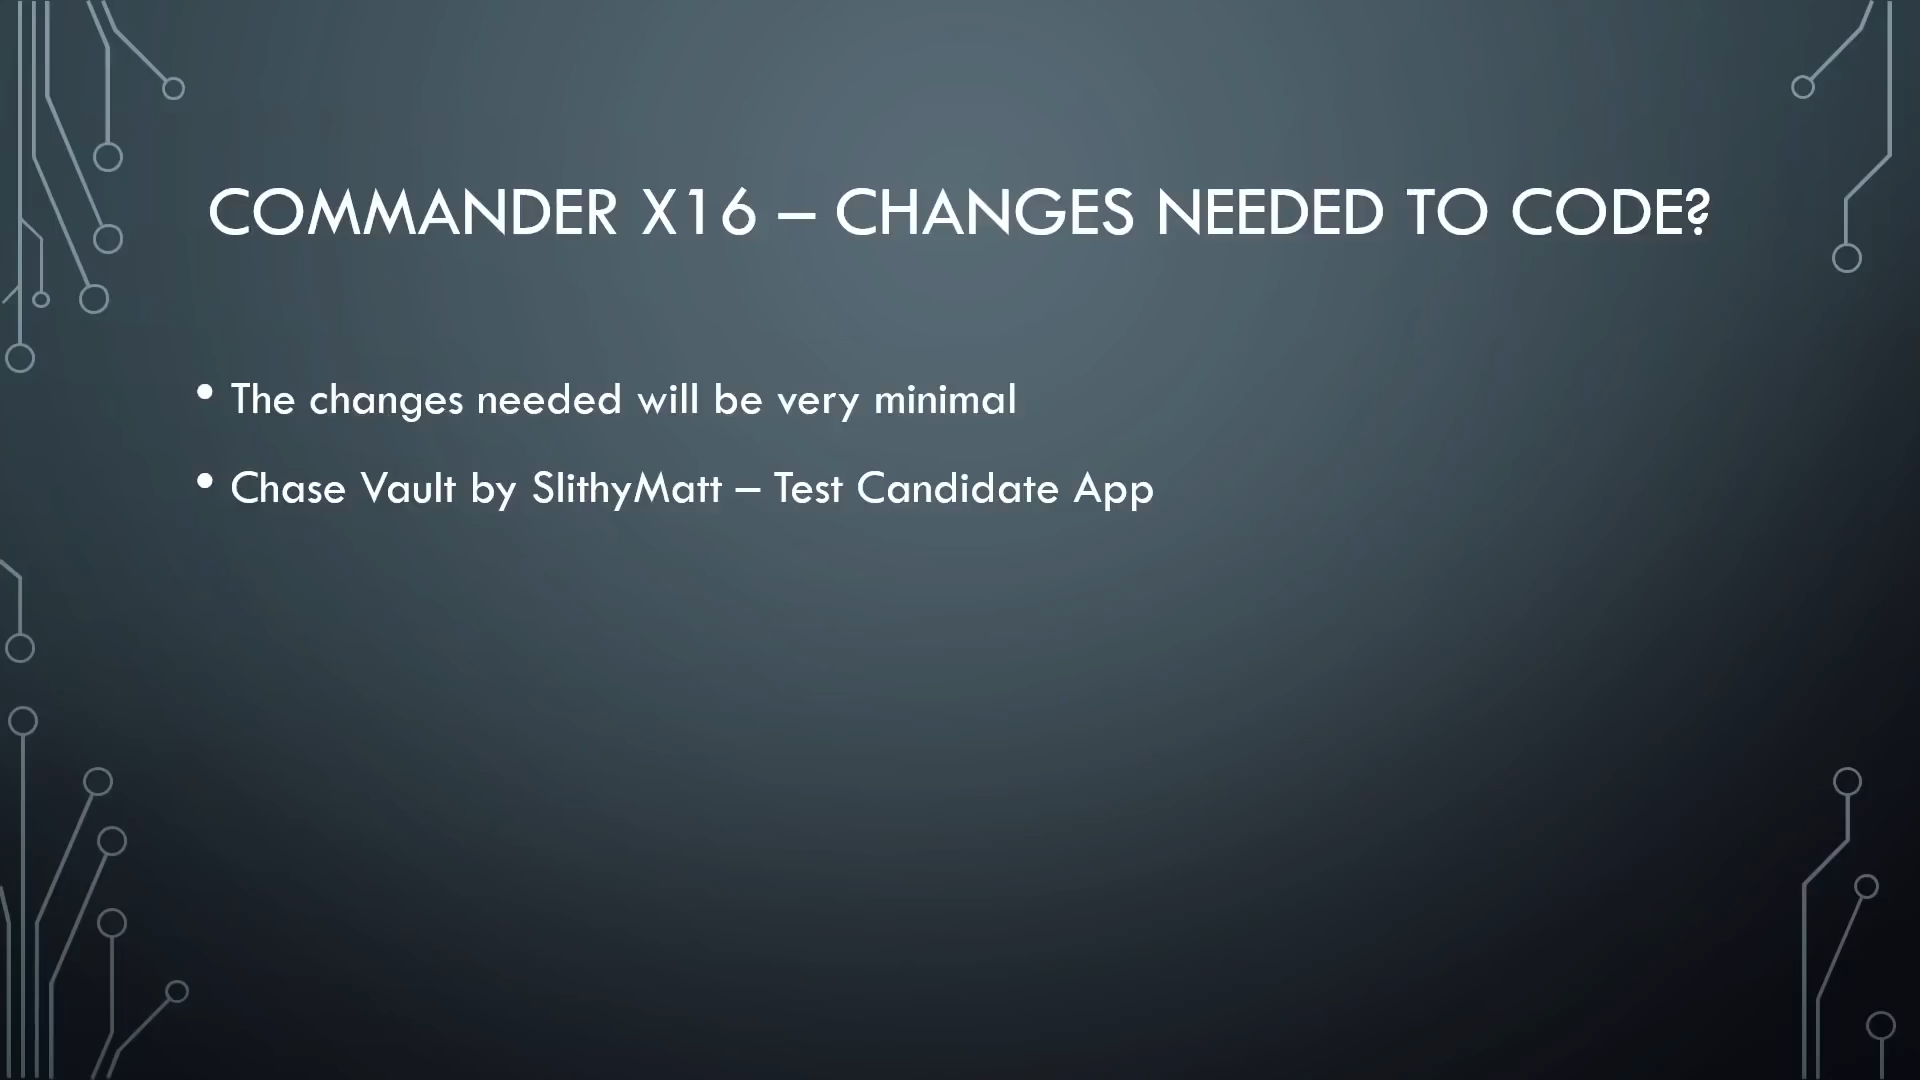 COMMANDER X16 – CHANGES NEEDED TO CODE?
• The changes needed will be very minimal
• Chase Vault by SlithyMatt – Test Candidate App